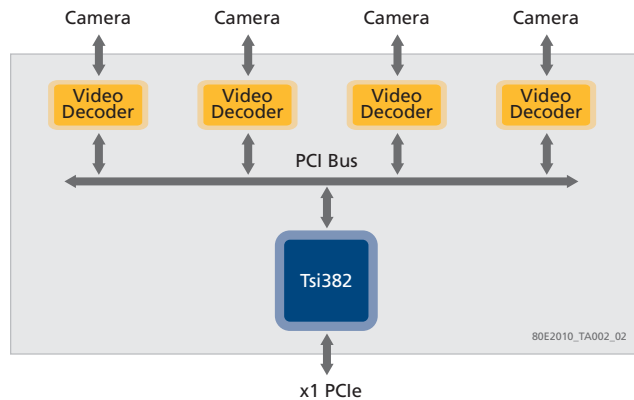 Camera Camera Camera Camera
Video Decoder Video Decoder Video Decoder Video Decoder
PCI Bus
Tsi382
80E2010_TA002_02
x1 PCIe